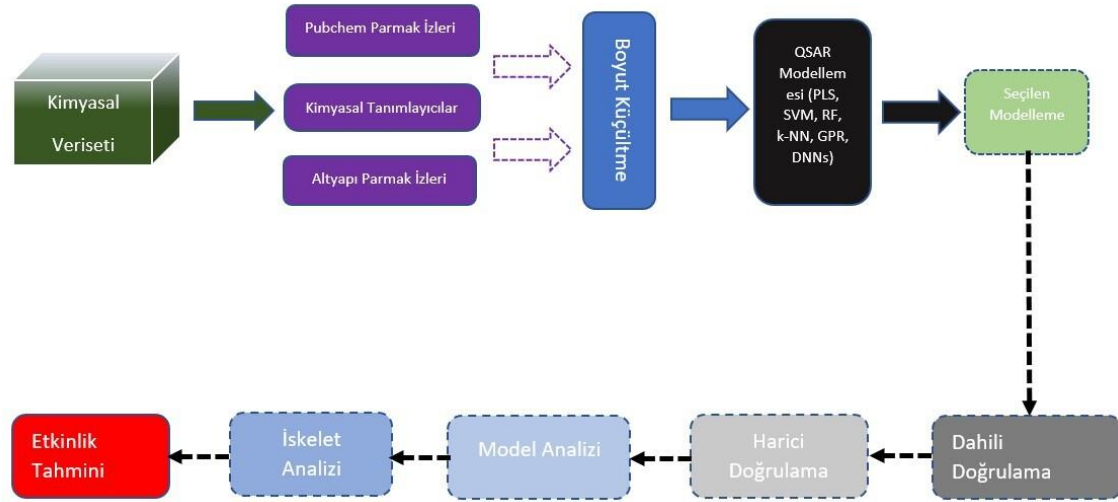 Kimyasal
Veriseti
Pubchem Parmak İzleri
Kimyasal Tanımlayıcılar
Altyapı Parmak İzleri
Boyut Küçültme
QSAR
Modellem
esi (PLS,
SVM, RF,
k-NN, GPR,
DNNs)
Seçilen
Modelleme
Dahili
Doğrulama
Harici
Doğrulama
Model Analizi
İskelet
Analizi
Etkinlik
Tahmini